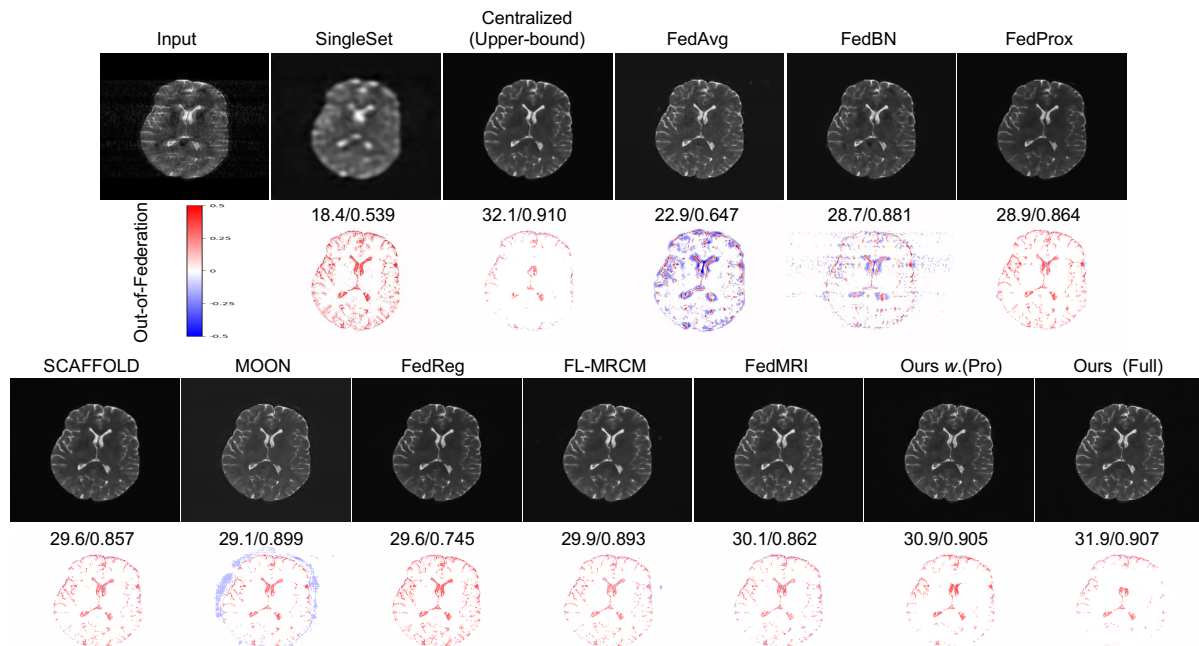 Input
SingleSet
Centralized
(Upper-bound)
FedAvg
FedBN
FedProx
Out-of-Federation
0.5
0.25
0
-0.25
-0.5
18.4/0.539
32.1/0.910
22.9/0.647
28.7/0.881
28.9/0.864
SCAFFOLD
MOON
FedReg
FL-MRCM
FedMRI
Ours w.(Pro)
Ours (Full)
29.6/0.857
29.1/0.899
29.6/0.745
29.9/0.893
30.1/0.862
30.9/0.905
31.9/0.907